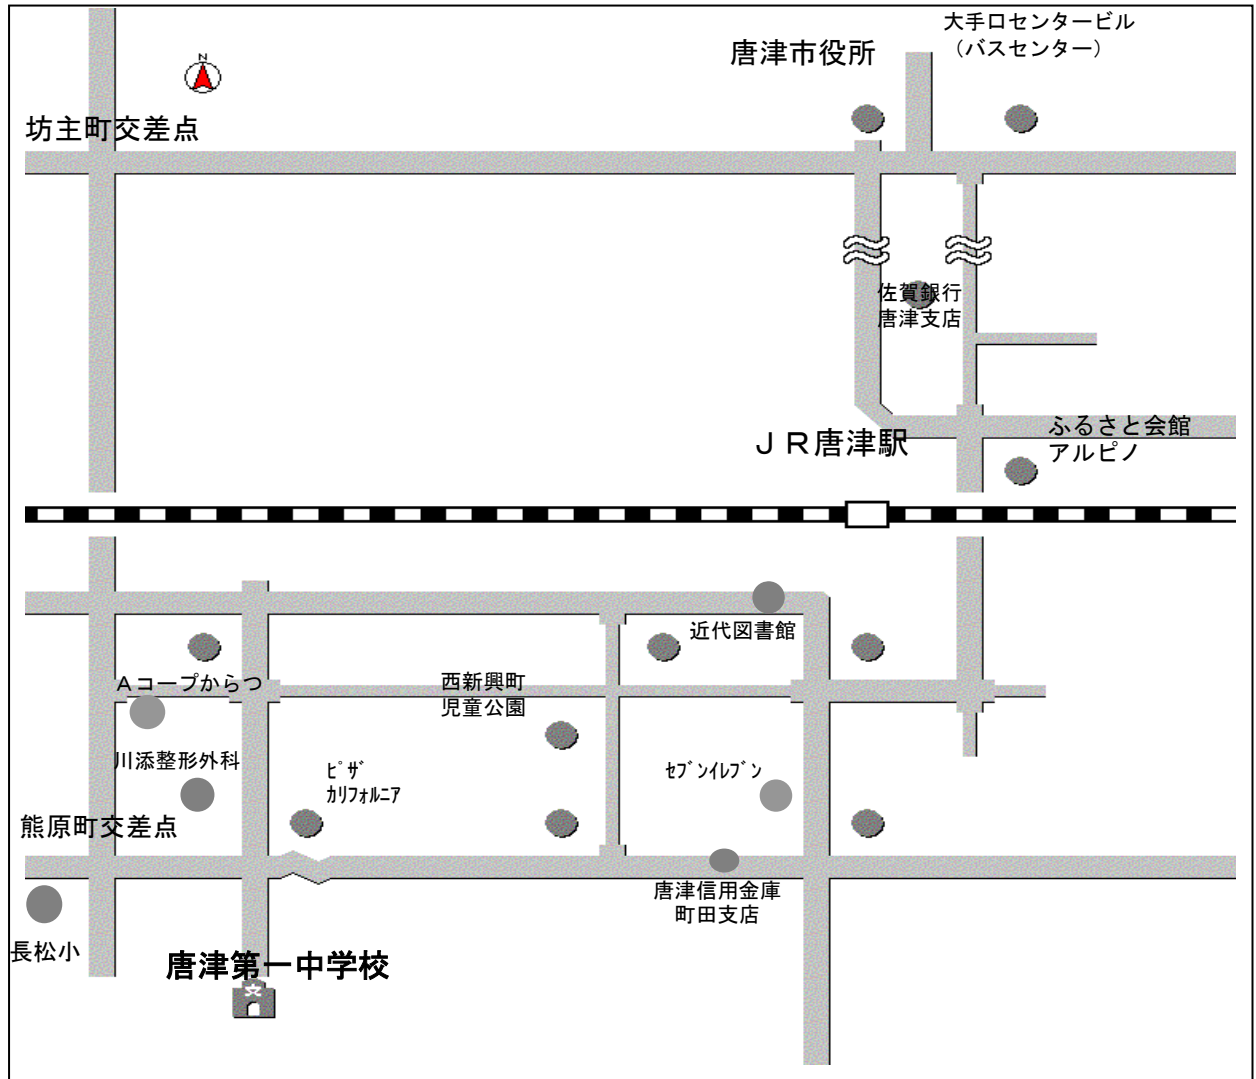 大手口センタービル
（バスセンター）
唐津市役所
N
坊主町交差点
佐賀銀行
唐津支店
ふるさと会館
アルピノ
ＪＲ唐津駅
近代図書館
Ａコープからつ
西新興町
児童公園
川添整形外科
ﾋﾟｻﾞ
ｶﾘﾌｫﾙﾆｱ
ｾﾌﾞﾝｲﾚﾌﾞﾝ
熊原町交差点
唐津信用金庫
町田支店
長松小
唐津第一中学校
文